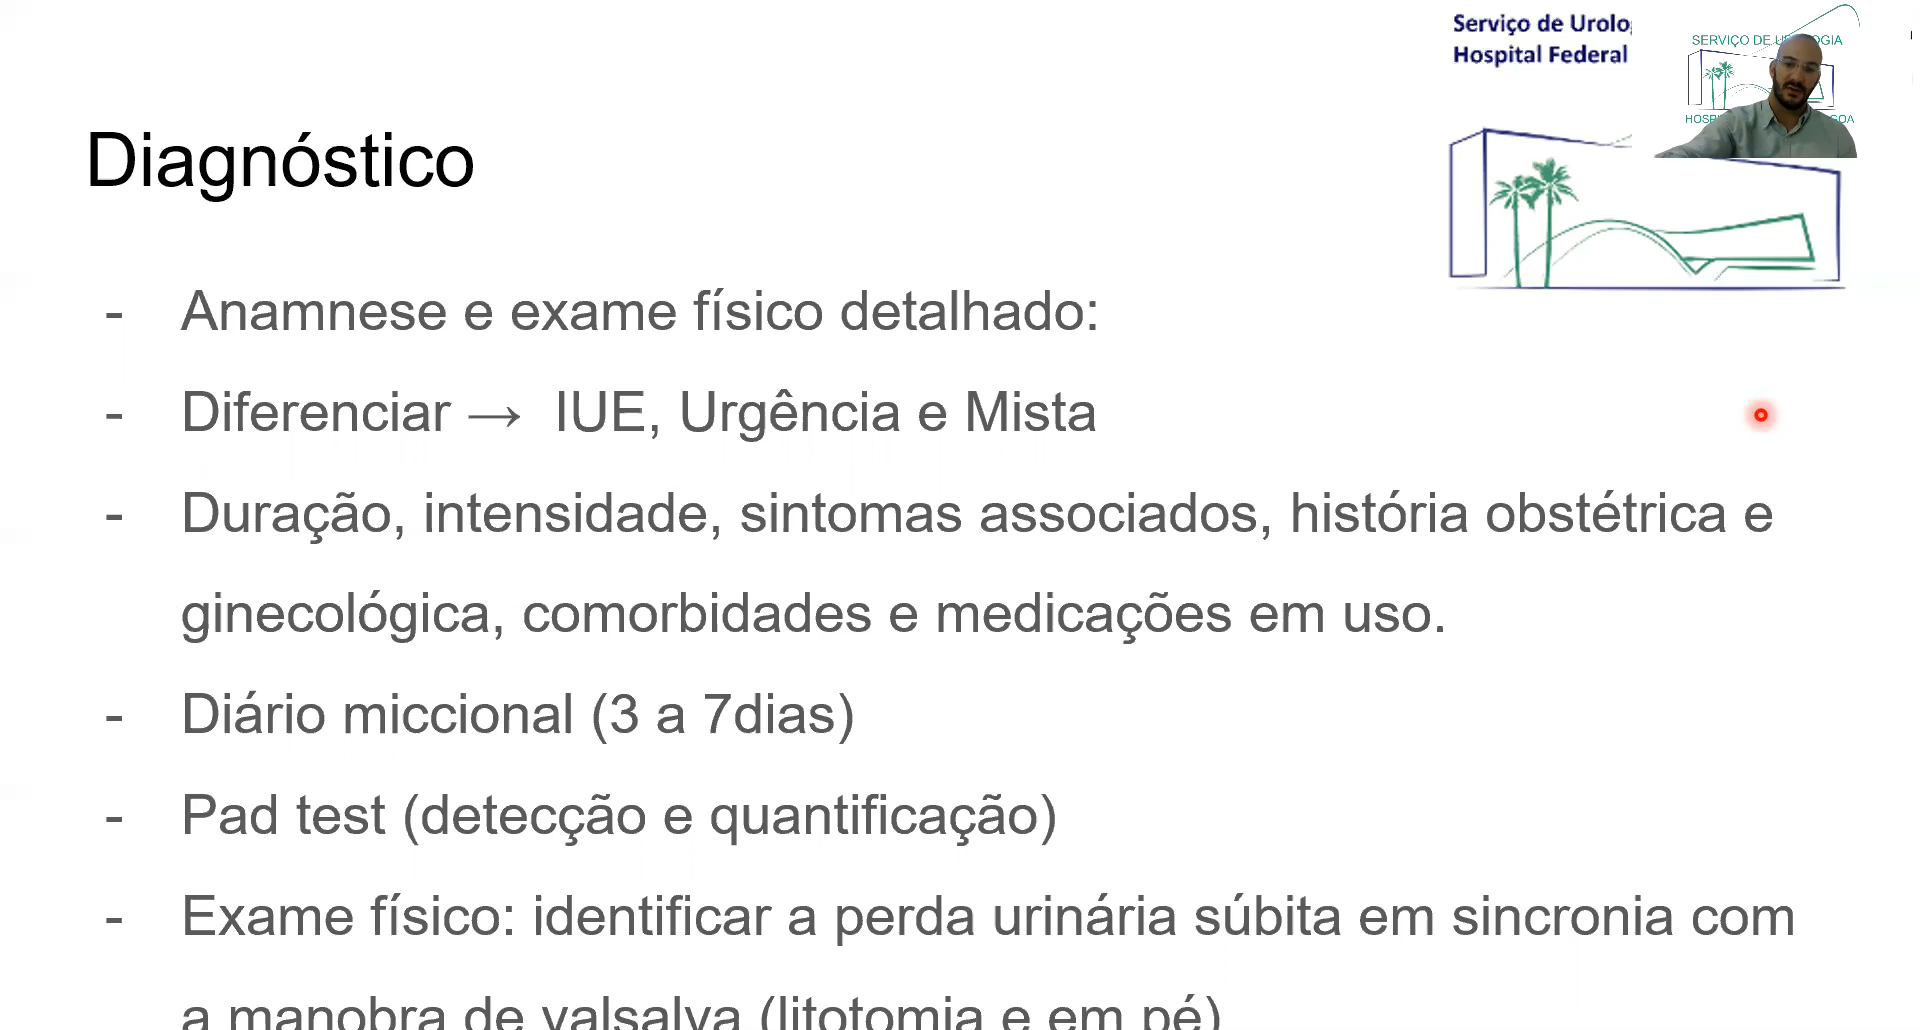 Serviço de Urolo
Hospital Federal
SERVIÇO DE
Diagnóstico
- Anamnese e exame físico detalhado:
- Diferenciar → IUE, Urgência e Mista
- Duração, intensidade, sintomas associados, história obstétrica e
ginecológica, comorbidades e medicações em uso.
- Diário miccional (3 a 7dias)
- Pad test (detecção e quantificação)
- Exame físico: identificar a perda urinária súbita em sincronia com
a manobra de valsalva (litotomia e em pé)